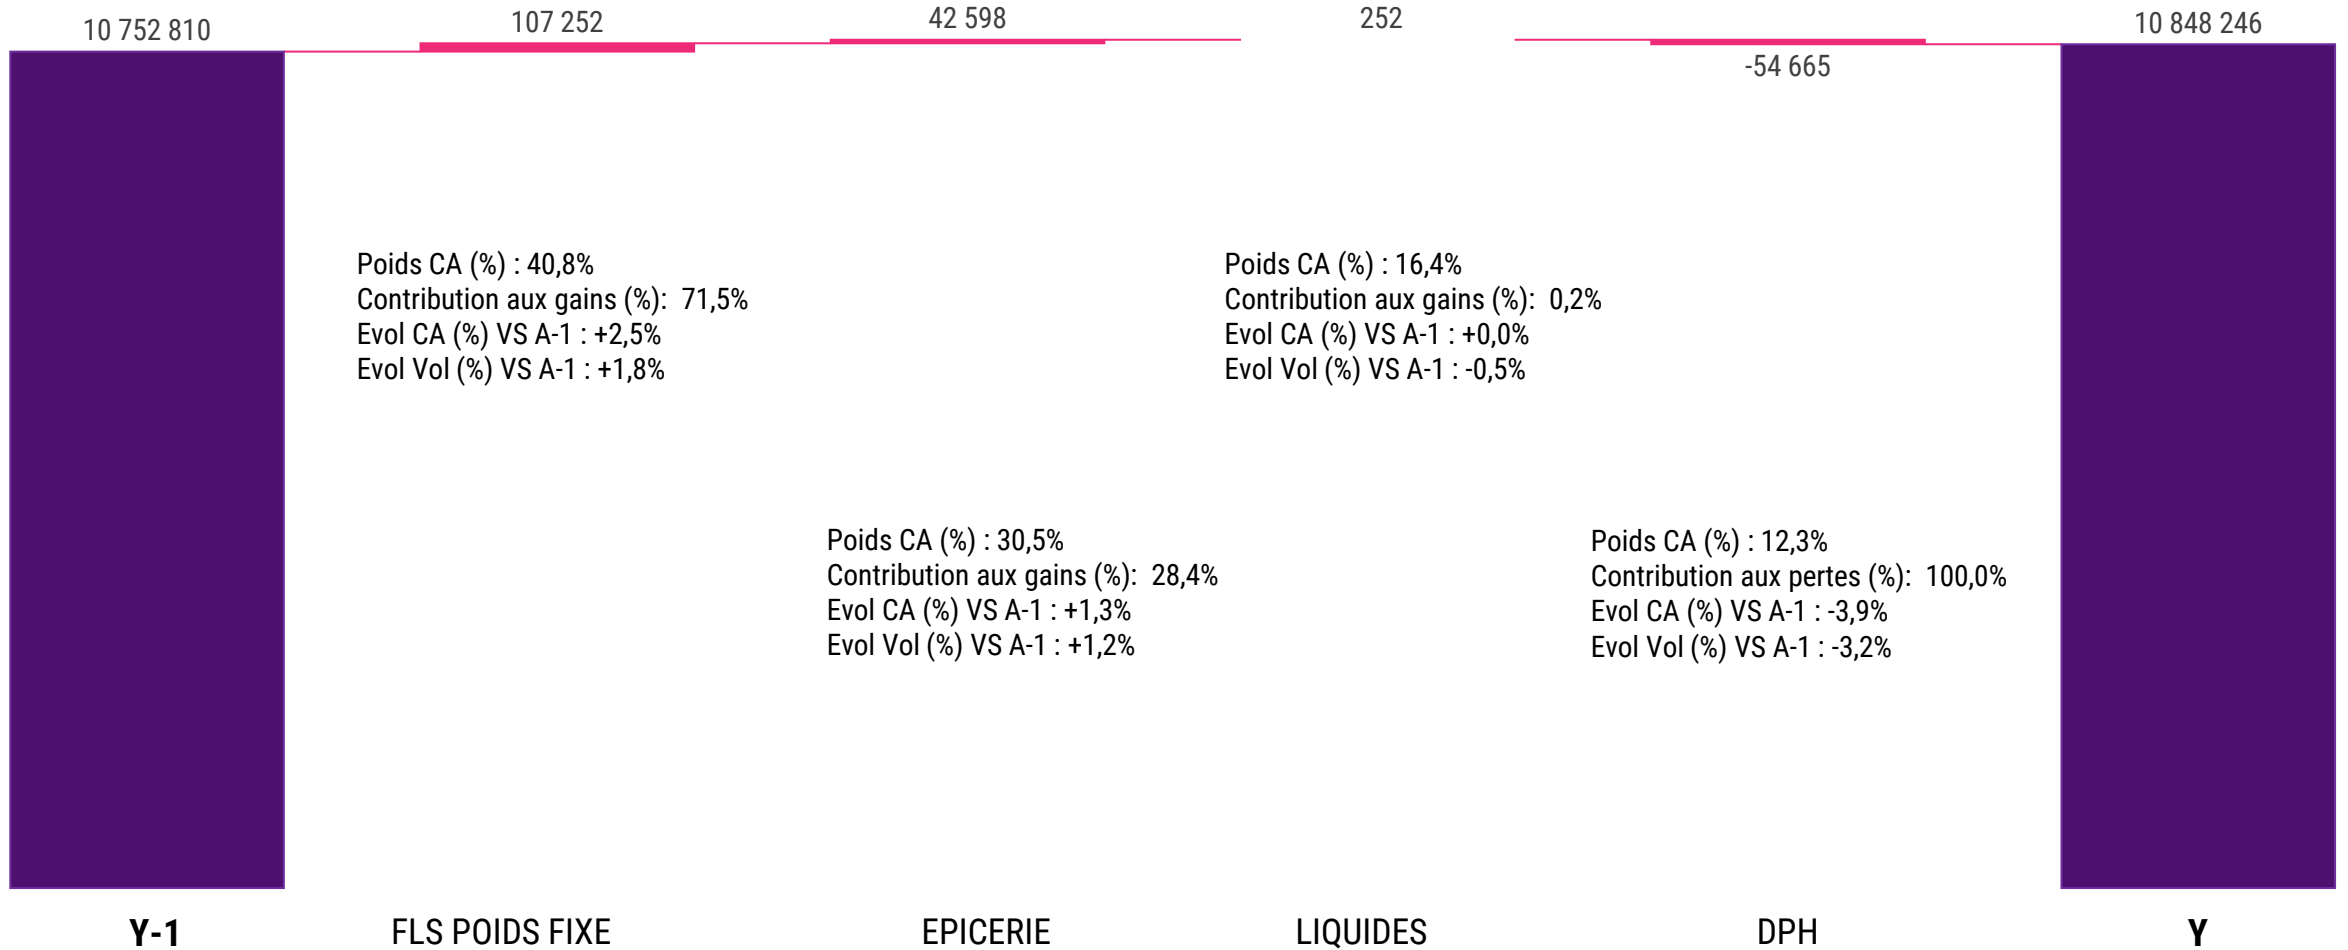 10 752 810
107 252
42 598
252
-54 665
10 848 246
Poids CA (%) : 40,8%
Contribution aux gains (%):  71,5%
Evol CA (%) VS A-1 : +2,5%
Evol Vol (%) VS A-1 : +1,8%
Poids CA (%) : 30,5%
Contribution aux gains (%):  28,4%
Evol CA (%) VS A-1 : +1,3%
Evol Vol (%) VS A-1 : +1,2%
Poids CA (%) : 16,4%
Contribution aux gains (%):  0,2%
Evol CA (%) VS A-1 : +0,0%
Evol Vol (%) VS A-1 : -0,5%
Poids CA (%) : 12,3%
Contribution aux pertes (%):  100,0%
Evol CA (%) VS A-1 : -3,9%
Evol Vol (%) VS A-1 : -3,2%
Y-1
FLS POIDS FIXE
EPICERIE
LIQUIDES
DPH
Y